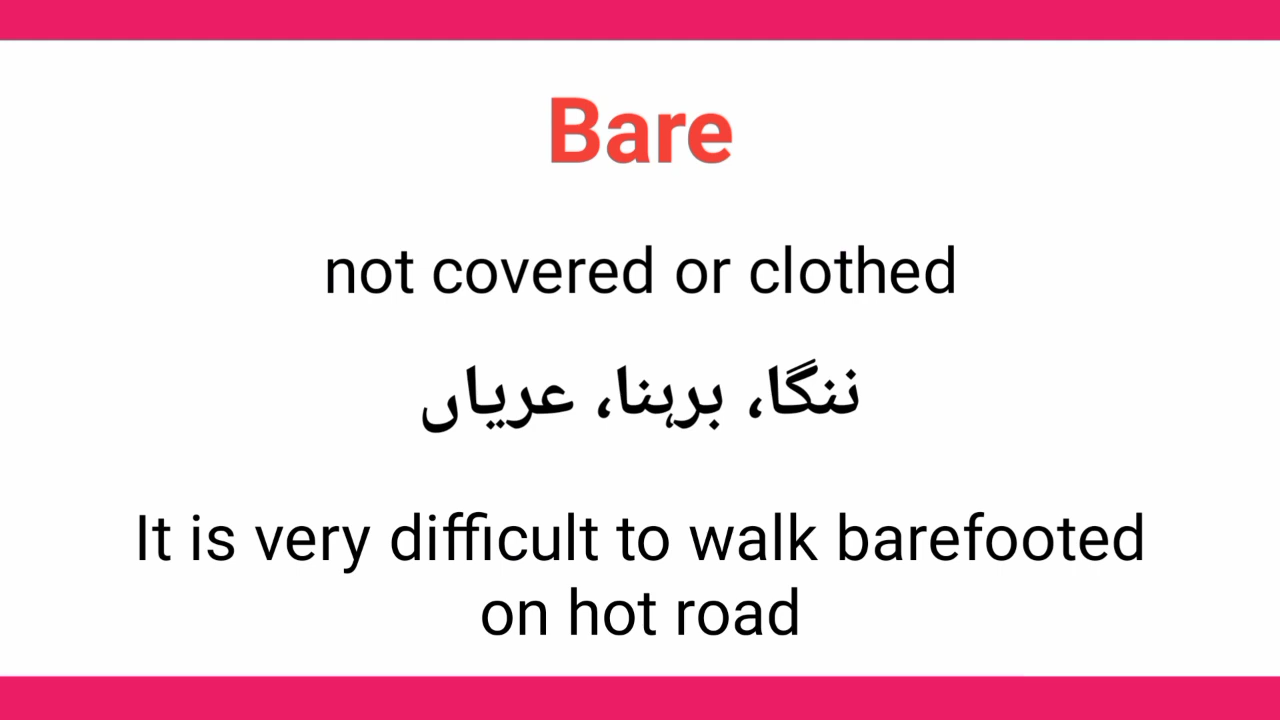 Bare
not covered or clothed
ننگا، برہنا، عریاں
It is very difficult to walk barefooted
on hot road